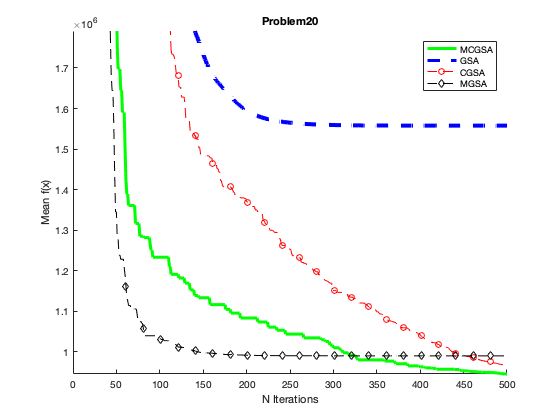 Problem20
×10^6
MCGSA
GSA
CGSA
MGSA
1.7
1.6
1.5
1.4
1.3
1.2
1.1
1
Mean f(x)
0 50 100 150 200 250 300 350 400 450 500
N Iterations